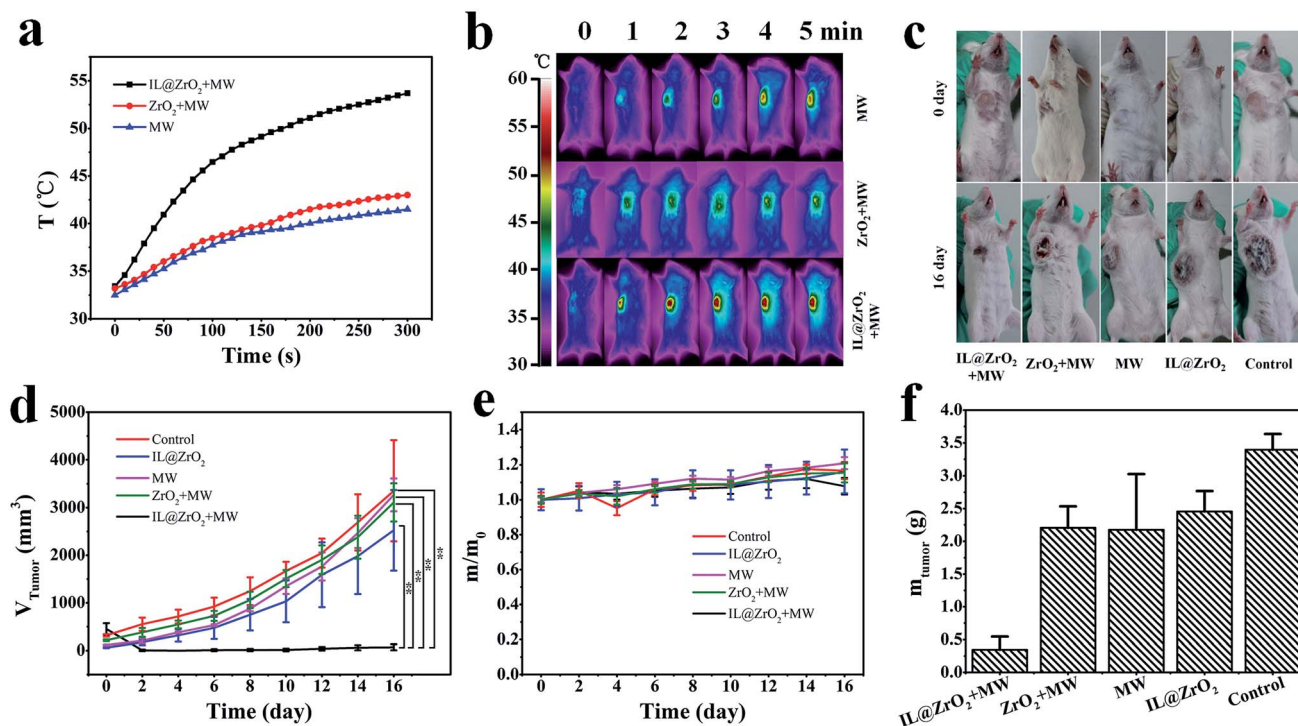 a
T (℃)
55
50
45
40
35
30
IL@ZrO₂+MW
ZrO₂+MW
MW
0 50 100 150 200 250 300
Time (s)
b
0 1 2 3 4 5 min
℃
60
55
50
45
40
35
30
MW
ZrO₂+MW
IL@ZrO₂
+MW
c
0 day
16 day
IL@ZrO₂
+MW
ZrO₂+MW
MW
IL@ZrO₂
Control
d
V_Tumor (mm³)
5000
4000
3000
2000
1000
0
Control
IL@ZrO₂
MW
ZrO₂+MW
IL@ZrO₂+MW
**
**
**
**
0 2 4 6 8 10 12 14 16
Time (day)
e
m/m₀
1.4
1.2
1.0
0.8
0.6
0.4
0.2
0.0
Control
IL@ZrO₂
MW
ZrO₂+MW
IL@ZrO₂+MW
0 2 4 6 8 10 12 14 16
Time (day)
f
m_tumor (g)
4.0
3.5
3.0
2.5
2.0
1.5
1.0
0.5
0.0
IL@ZrO₂+MW
ZrO₂+MW
MW
IL@ZrO₂
Control